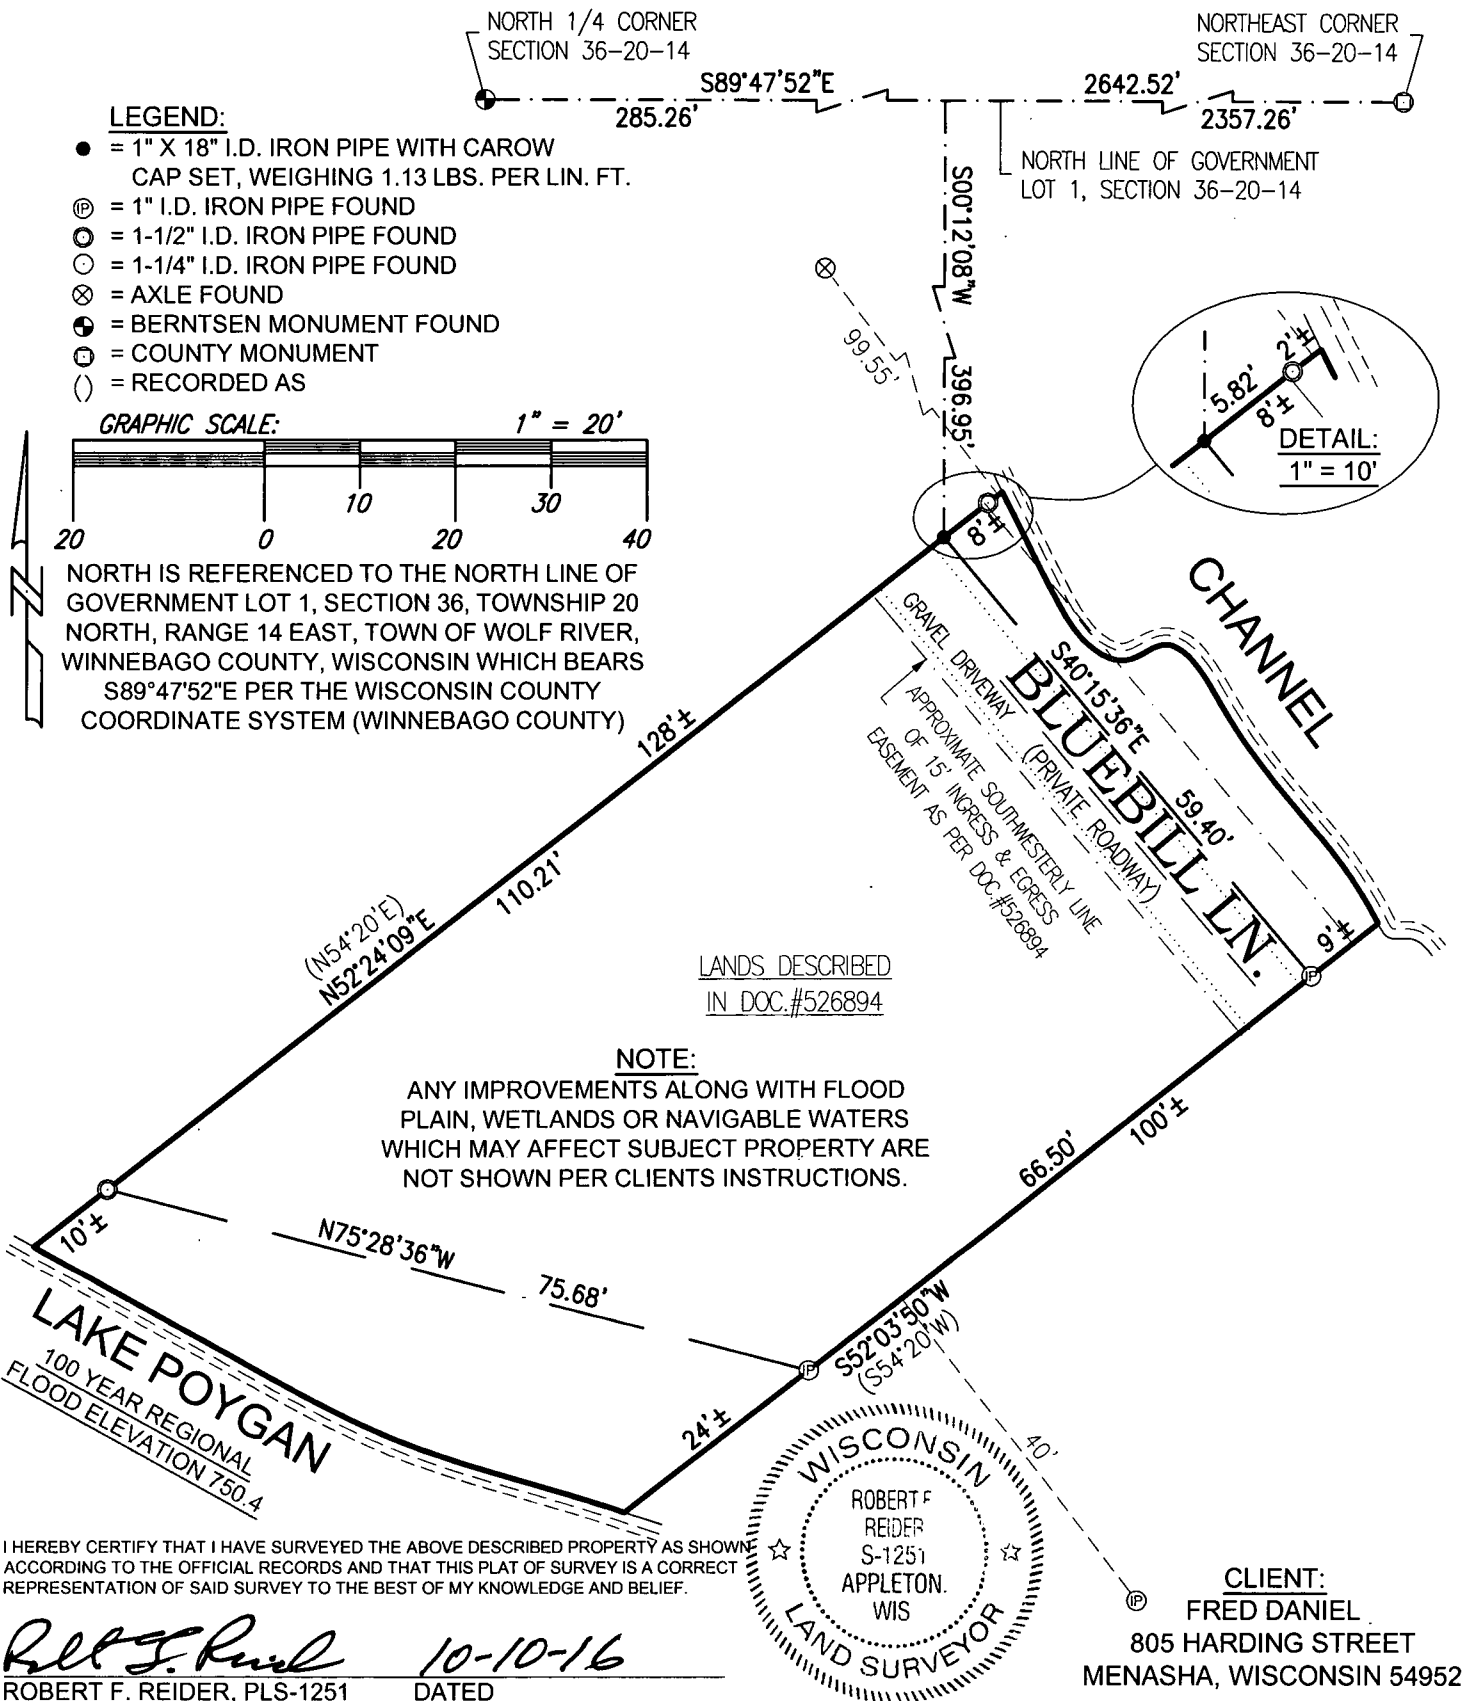 NORTH 1/4 CORNER
SECTION 36-20-14
NORTHEAST CORNER
SECTION 36-20-14
S89°47'52"E
2642.52'
285.26'
2357.26'
NORTH LINE OF GOVERNMENT
LOT 1, SECTION 36-20-14
LEGEND:
= 1" X 18" I.D. IRON PIPE WITH CAROW
CAP SET, WEIGHING 1.13 LBS. PER LIN. FT.
IP = 1" I.D. IRON PIPE FOUND
= 1-1/2" I.D. IRON PIPE FOUND
= 1-1/4" I.D. IRON PIPE FOUND
= AXLE FOUND
= BERNTSEN MONUMENT FOUND
= COUNTY MONUMENT
() = RECORDED AS
GRAPHIC SCALE: 1" = 20'
10 30
20 0 20 40
N
NORTH IS REFERENCED TO THE NORTH LINE OF
GOVERNMENT LOT 1, SECTION 36, TOWNSHIP 20
NORTH, RANGE 14 EAST, TOWN OF WOLF RIVER,
WINNEBAGO COUNTY, WISCONSIN WHICH BEARS
S89°47'52"E PER THE WISCONSIN COUNTY
COORDINATE SYSTEM (WINNEBAGO COUNTY)
S00°12'08"W
396.95'
99.55'
5.82'
2'±
8'±
DETAIL:
1" = 10'
8'±
CHANNEL
GRAVEL DRIVEWAY
S40°15'36"E
59.40'
BLUEBILL LN.
(PRIVATE ROADWAY)
APPROXIMATE SOUTHWESTERLY LINE
OF 15' INGRESS & EGRESS
EASEMENT AS PER DOC.#526894
9'±
IP
128'±
110.21'
(N54°20'E)
N52°24'09"E
LANDS DESCRIBED
IN DOC.#526894
NOTE:
ANY IMPROVEMENTS ALONG WITH FLOOD
PLAIN, WETLANDS OR NAVIGABLE WATERS
WHICH MAY AFFECT SUBJECT PROPERTY ARE
NOT SHOWN PER CLIENTS INSTRUCTIONS.
100'±
66.50'
10'±
N75°28'36"W
75.68'
IP
S52°03'50"W
(S54°20'W)
24'±
40'
IP
LAKE POYGAN
100 YEAR REGIONAL
FLOOD ELEVATION 750.4
I HEREBY CERTIFY THAT I HAVE SURVEYED THE ABOVE DESCRIBED PROPERTY AS SHOWN
ACCORDING TO THE OFFICIAL RECORDS AND THAT THIS PLAT OF SURVEY IS A CORRECT
REPRESENTATION OF SAID SURVEY TO THE BEST OF MY KNOWLEDGE AND BELIEF.
10-10-16
ROBERT F. REIDER, PLS-1251 DATED
WISCONSIN
ROBERT F
REIDER
S-1251
APPLETON.
WIS
LAND SURVEYOR
CLIENT:
FRED DANIEL
805 HARDING STREET
MENASHA, WISCONSIN 54952